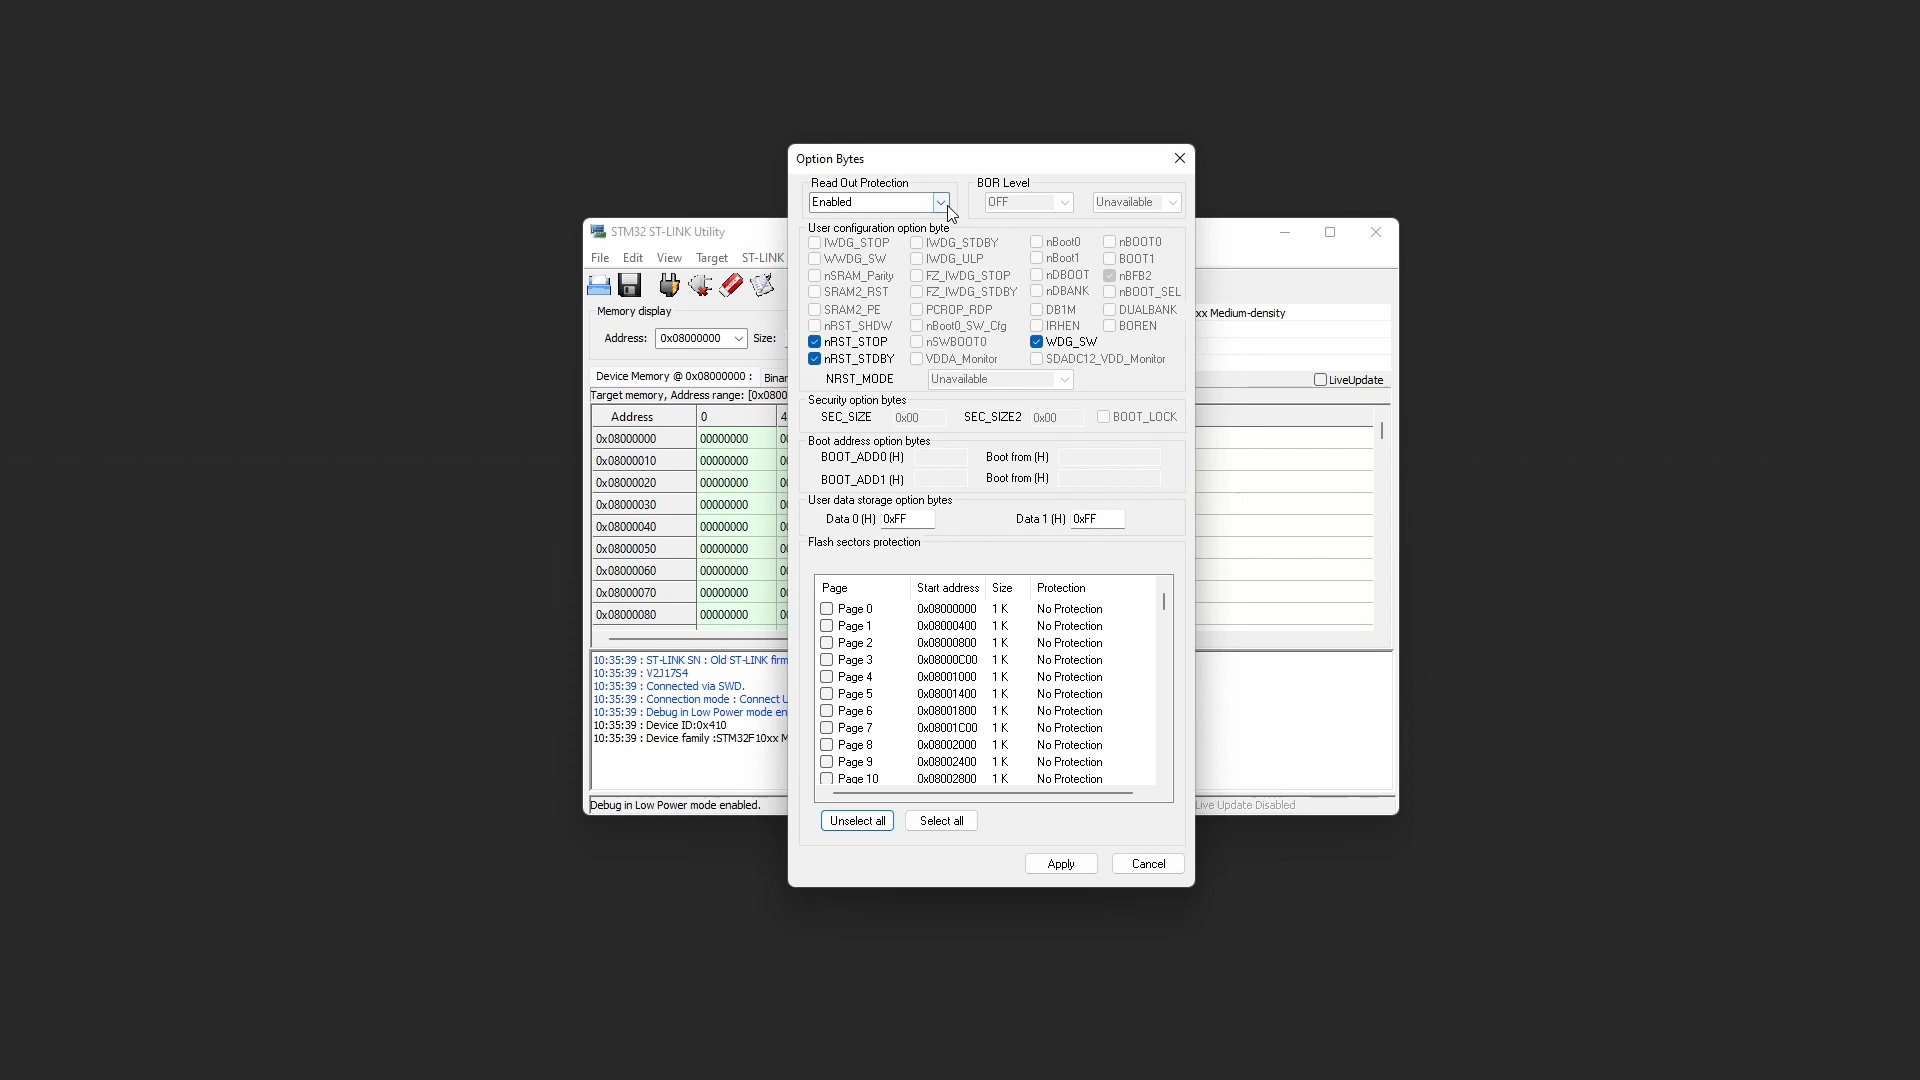 Option Bytes
Read Out Protection
Enabled
BOR Level
OFF
Unavailable
User configuration option byte
IWDG_STOP IWDG_STDBY nBoot0 nBOOT0
WWDG_SW IWDG_ULP nBoot1 BOOT1
nSRAM_Parity FZ_IWDG_STOP nDBOOT nBFB2
SRAM2_RST FZ_IWDG_STDBY nDBANK nBOOT_SEL
SRAM2_PE PCROP_RDP DB1M DUALBANK
nRST_SHDW nBoot0_SW_Cfg IRHEN BOREN
nRST_STOP nSWBOOT0 WDG_SW
nRST_STDBY VDDA_Monitor SDADC12_VDD_Monitor
NRST_MODE Unavailable
Security option bytes
SEC_SIZE 0x00 SEC_SIZE2 0x00 BOOT_LOCK
Boot address option bytes
BOOT_ADD0 (H) Boot from (H)
BOOT_ADD1 (H) Boot from (H)
User data storage option bytes
Data 0 (H) 0xFF Data 1 (H) 0xFF
Flash sectors protection
Page Start address Size Protection
Page 0 0x08000000 1 K No Protection
Page 1 0x08000400 1 K No Protection
Page 2 0x08000800 1 K No Protection
Page 3 0x08000C00 1 K No Protection
Page 4 0x08001000 1 K No Protection
Page 5 0x08001400 1 K No Protection
Page 6 0x08001800 1 K No Protection
Page 7 0x08001C00 1 K No Protection
Page 8 0x08002000 1 K No Protection
Page 9 0x08002400 1 K No Protection
Page 10 0x08002800 1 K No Protection
Unselect all Select all
Apply Cancel
STM32 ST-LINK Utility
File Edit View Target ST-LINK
Memory display
Address: 0x08000000 Size:
xx Medium-density
Device Memory @ 0x08000000 : Binar
LiveUpdate
Target memory, Address range: [0x0800
Address 0 4
0x08000000 00000000
0x08000010 00000000
0x08000020 00000000
0x08000030 00000000
0x08000040 00000000
0x08000050 00000000
0x08000060 00000000
0x08000070 00000000
0x08000080 00000000
10:35:39 : ST-LINK SN : Old ST-LINK firm
10:35:39 : V2J17S4
10:35:39 : Connected via SWD.
10:35:39 : Connection mode : Connect U
10:35:39 : Debug in Low Power mode en
10:35:39 : Device ID:0x410
10:35:39 : Device family :STM32F10xx M
Debug in Low Power mode enabled.
Live Update Disabled